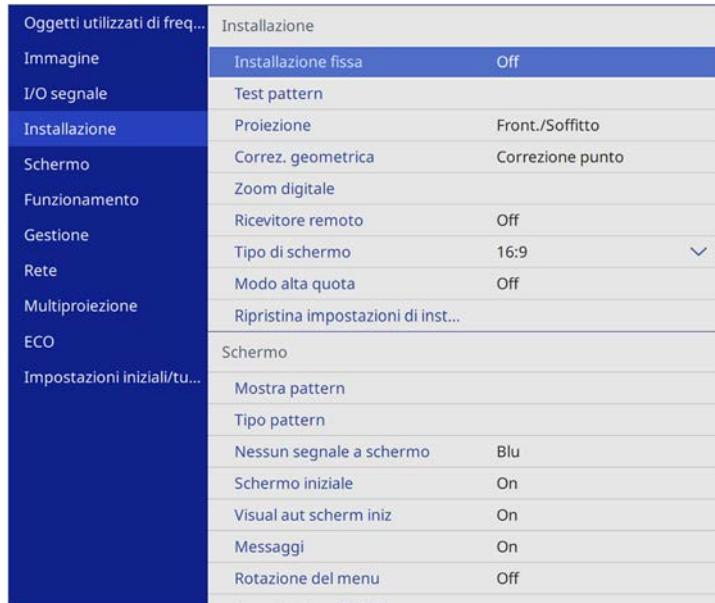 Oggetti utilizzati di freq...
Immagine
I/O segnale
Installazione
Schermo
Funzionamento
Gestione
Rete
Multiproiezione
ECO
Impostazioni iniziali/tu...
Installazione
Installazione fissa Off
Test pattern
Proiezione Front./Soffitto
Correz. geometrica Correzione punto
Zoom digitale
Ricevitore remoto Off
Tipo di schermo 16:9
Modo alta quota Off
Ripristina impostazioni di inst...
Schermo
Mostra pattern
Tipo pattern
Nessun segnale a schermo Blu
Schermo iniziale On
Visual aut scherm iniz On
Messaggi On
Rotazione del menu Off